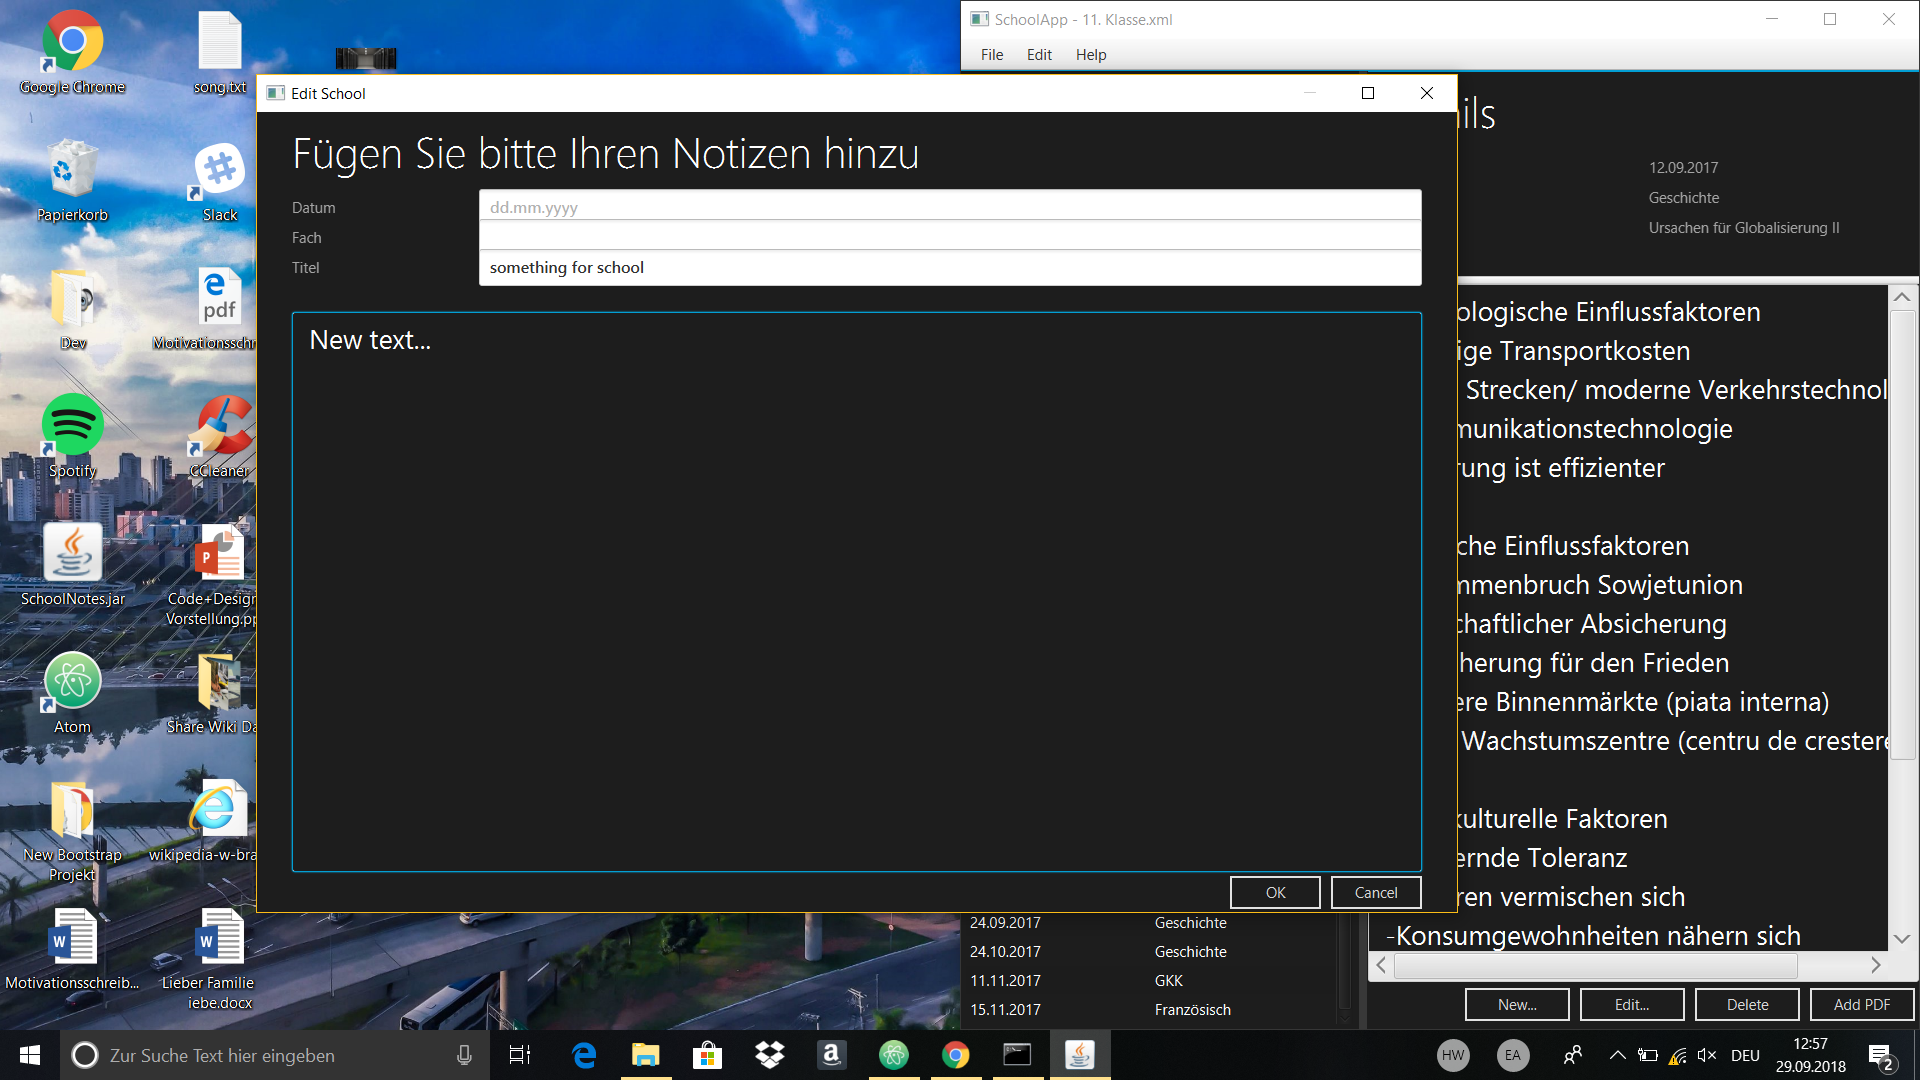 Google Chrome
song.txt
Papierkorb
Slack
Dev
pdf
Motivationsschr
Spotify
CCleaner
SchoolNotes.jar
Code+Design
Vorstellung.pp
Atom
Share Wiki Da
New Bootstrap
Projekt
wikipedia-w-bra
Motivationsschreib...
Lieber Familie
iebe.docx
SchoolApp - 11. Klasse.xml
File Edit Help
ils
12.09.2017
Geschichte
Ursachen für Globalisierung II
Edit School
Fügen Sie bitte Ihren Notizen hinzu
Datum dd.mm.yyyy
Fach
Titel something for school
New text...
OK Cancel
ologische Einflussfaktoren
ige Transportkosten
Strecken/ moderne Verkehrstechnol
munikationstechnologie
rung ist effizienter
che Einflussfaktoren
mmenbruch Sowjetunion
chaftlicher Absicherung
cherung für den Frieden
ere Binnenmärkte (piata interna)
Wachstumszentre (centru de crestere
kulturelle Faktoren
ernde Toleranz
ren vermischen sich
-Konsumgewohnheiten nähern sich
24.09.2017 Geschichte
24.10.2017 Geschichte
11.11.2017 GKK
15.11.2017 Französisch
New... Edit... Delete Add PDF
Zur Suche Text hier eingeben
HW EA DEU
12:57
29.09.2018
2